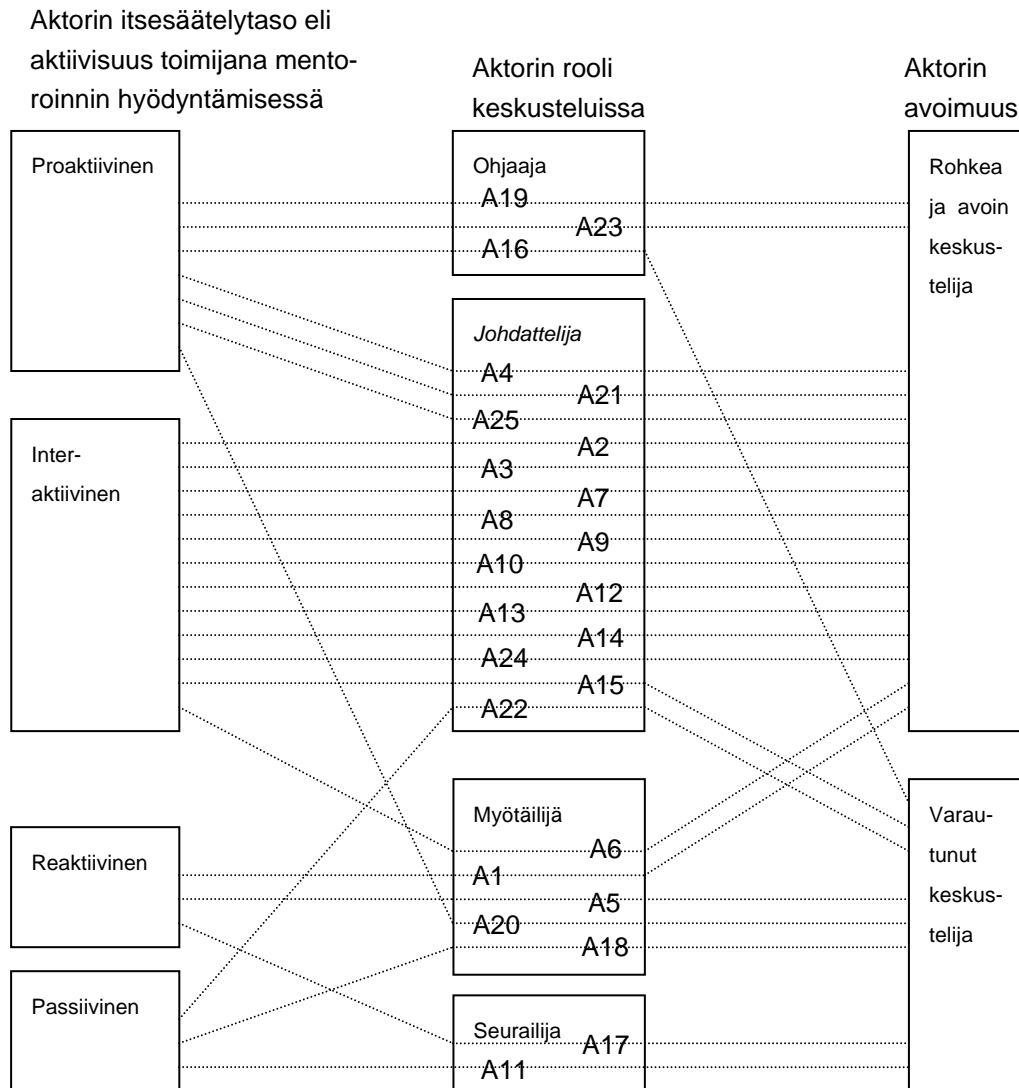 Aktorin itsesäätelytaso eli
aktiivisuus toimijana mento-
roinnin hyödyntämisessä
Aktorin rooli
keskusteluissa
Aktorin
avoimuus
Proaktiivinen
Inter-
aktiivinen
Reaktiivinen
Passiivinen
Ohjaaja
A19
A23
A16
Johdattelija
A4
A21
A25
A2
A3
A7
A8
A9
A10
A12
A13
A14
A24
A15
A22
Myötäilijä
A6
A1
A5
A20
A18
Seurailija
A17
A11
Rohkea
ja avoin
keskus-
telija
Varau-
tunut
keskus-
telija